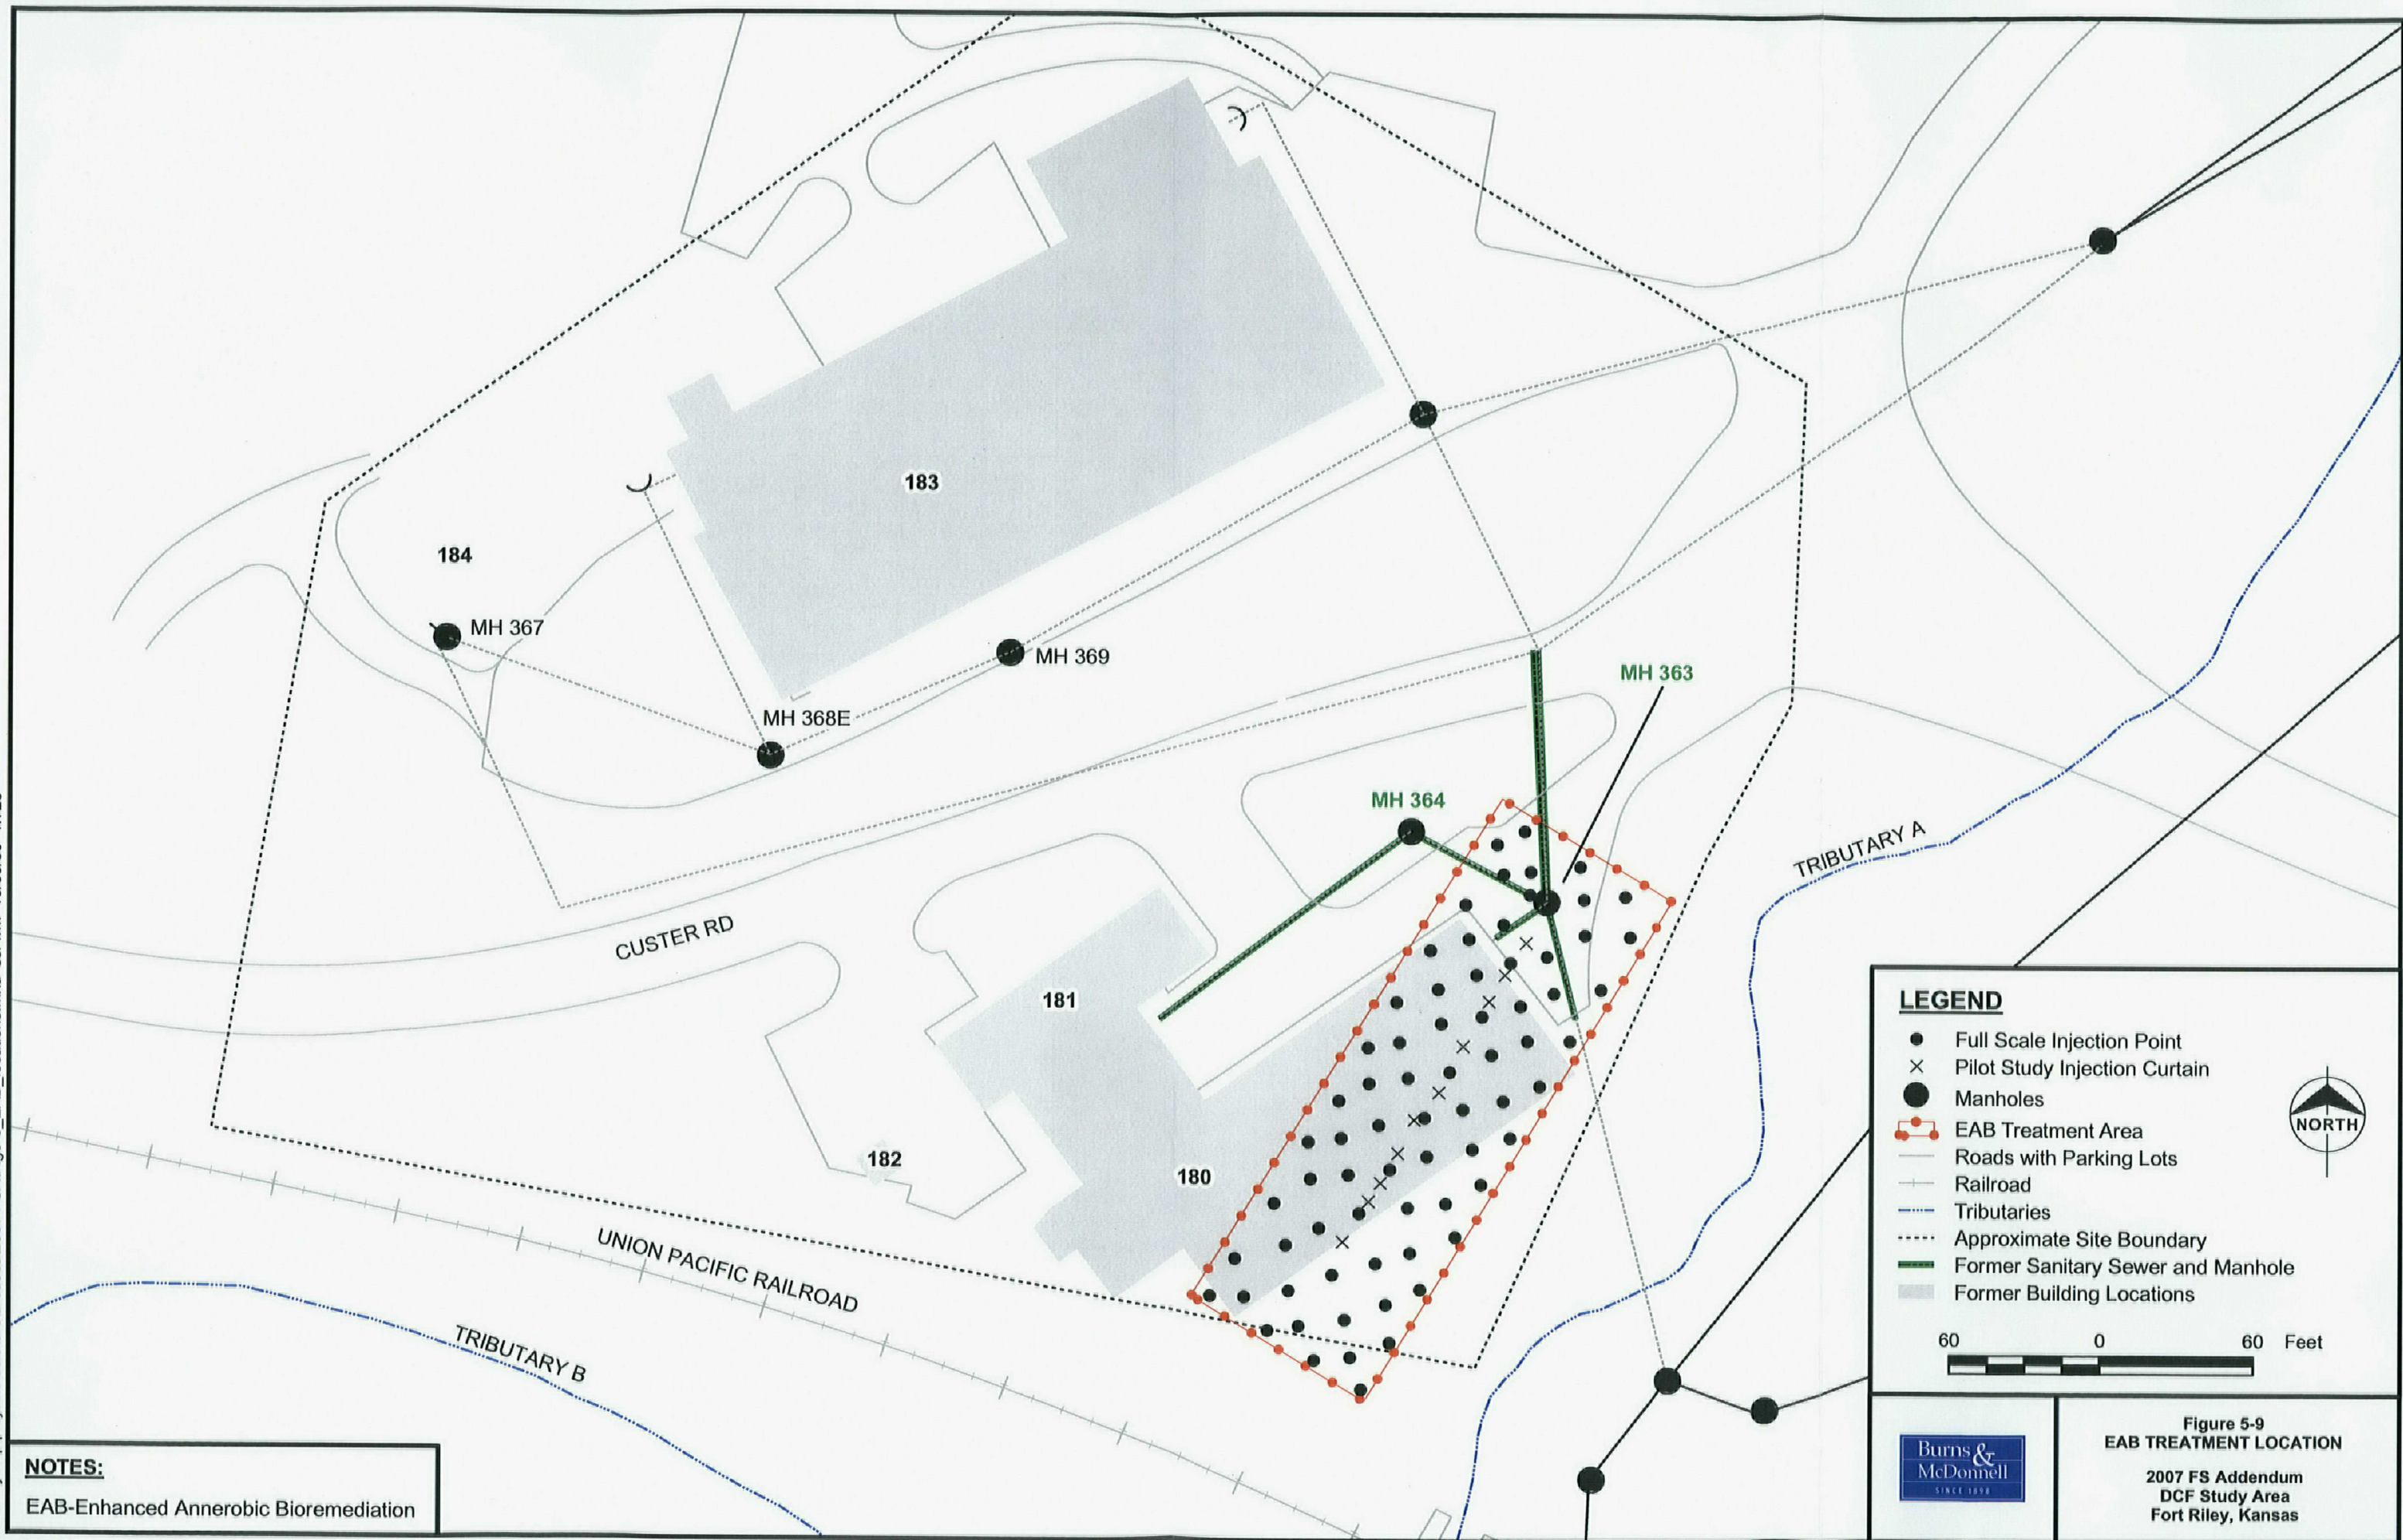 183
184
MH 367
MH 369
MH 363
MH 368E
MH 364
TRIBUTARY A
CUSTER RD
181
182
180
UNION PACIFIC RAILROAD
TRIBUTARY B
LEGEND
Full Scale Injection Point
Pilot Study Injection Curtain
Manholes
EAB Treatment Area
Roads with Parking Lots
Railroad
Tributaries
Approximate Site Boundary
Former Sanitary Sewer and Manhole
Former Building Locations
NORTH
60 0 60 Feet
NOTES:
EAB-Enhanced Annerobic Bioremediation
Burns &
McDonnell
SINCE 1898
Figure 5-9
EAB TREATMENT LOCATION
2007 FS Addendum
DCF Study Area
Fort Riley, Kansas